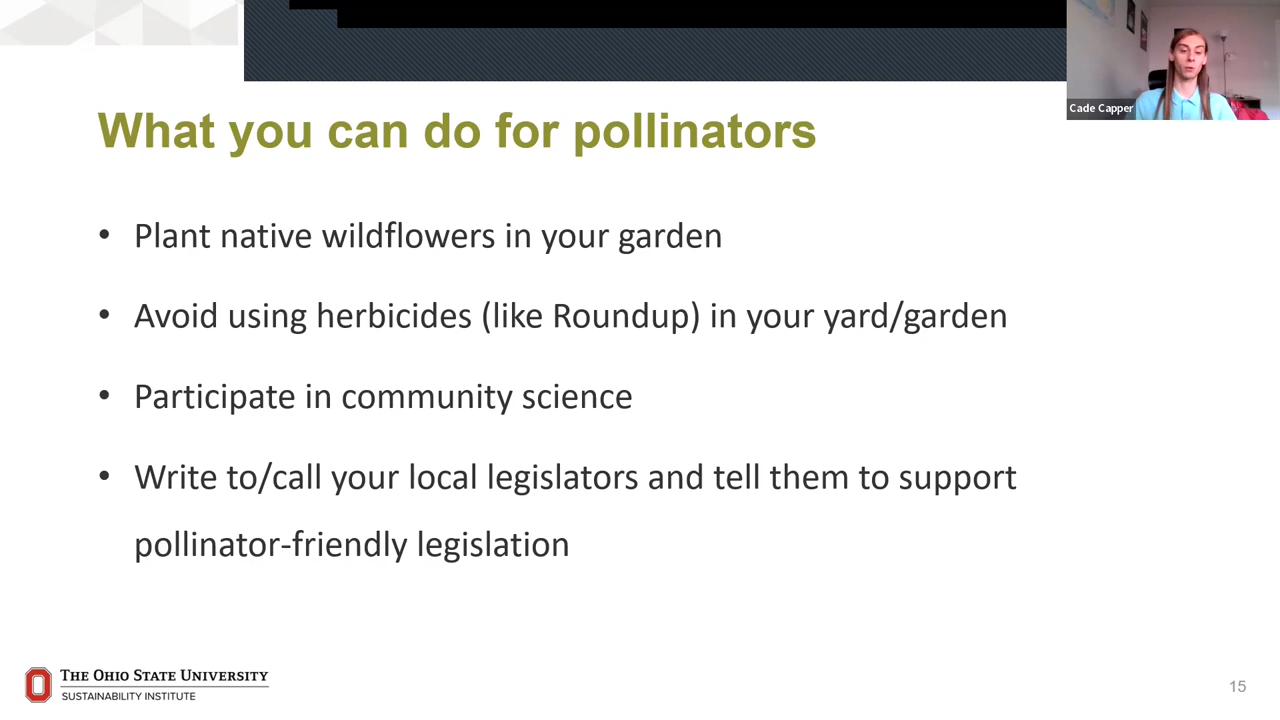 Cade Capper
What you can do for pollinators
• Plant native wildflowers in your garden
• Avoid using herbicides (like Roundup) in your yard/garden
• Participate in community science
• Write to/call your local legislators and tell them to support
pollinator-friendly legislation
THE OHIO STATE UNIVERSITY
SUSTAINABILITY INSTITUTE
15